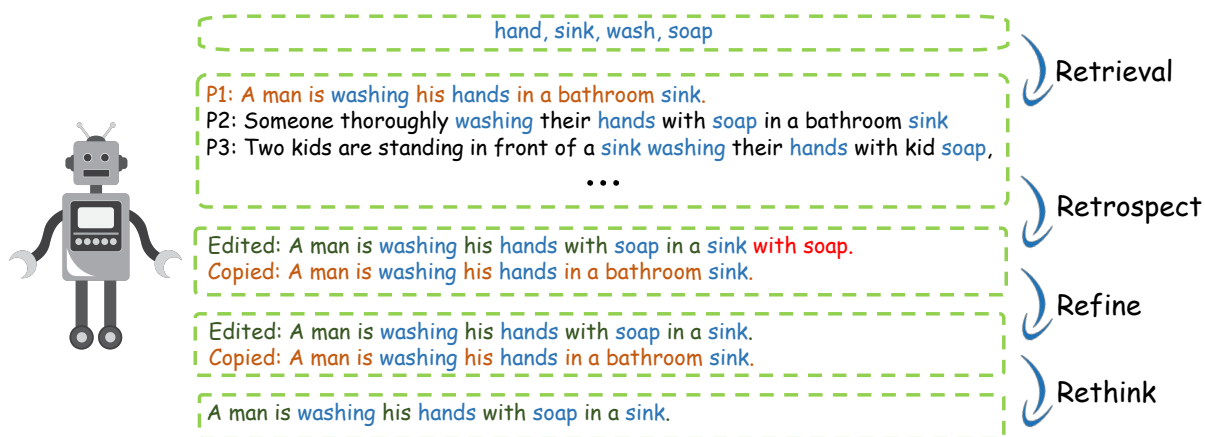 hand, sink, wash, soap
Retrieval
P1: A man is washing his hands in a bathroom sink.
P2: Someone thoroughly washing their hands with soap in a bathroom sink
P3: Two kids are standing in front of a sink washing their hands with kid soap,
...
Retrospect
Edited: A man is washing his hands with soap in a sink with soap.
Copied: A man is washing his hands in a bathroom sink.
Refine
Edited: A man is washing his hands with soap in a sink.
Copied: A man is washing his hands in a bathroom sink.
Rethink
A man is washing his hands with soap in a sink.